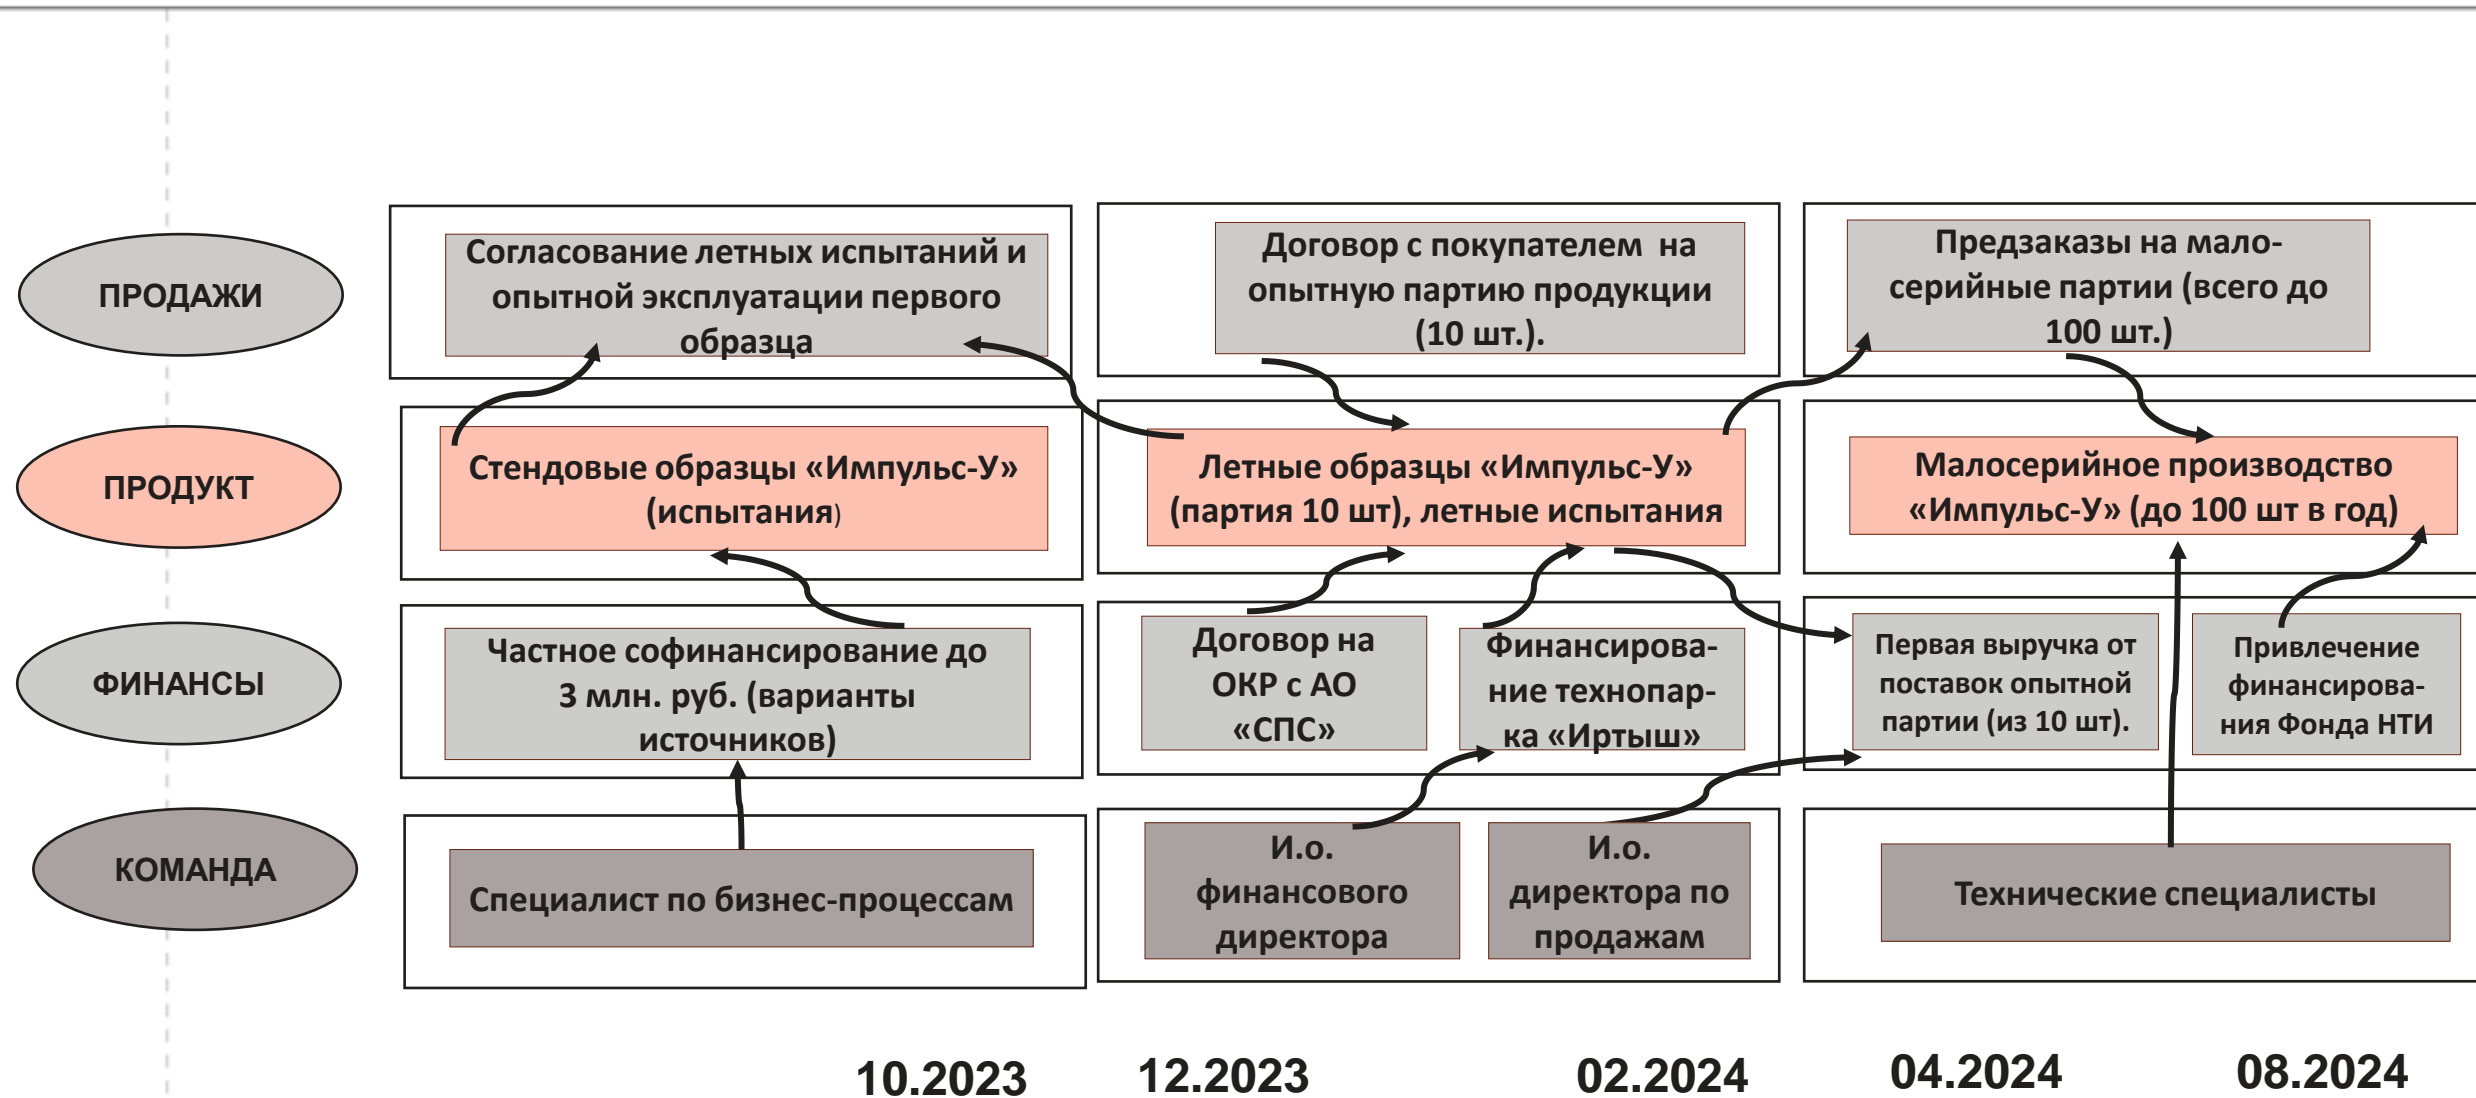 ПРОДАЖИ
Согласование летных испытаний и
опытной эксплуатации первого
образца
Договор с покупателем на
опытную партию продукции
(10 шт.).
Предзаказы на мало-
серийные партии (всего до
100 шт.)
ПРОДУКТ
Стендовые образцы «Импульс-У»
(испытания)
Летные образцы «Импульс-У»
(партия 10 шт), летные испытания
Малосерийное производство
«Импульс-У» (до 100 шт в год)
ФИНАНСЫ
Частное софинансирование до
3 млн. руб. (варианты
источников)
Договор на
ОКР с АО
«СПС»
Финансирова-
ние технопар-
ка «Иртыш»
Первая выручка от
поставок опытной
партии (из 10 шт).
Привлечение
финансирова-
ния Фонда НТИ
КОМАНДА
Специалист по бизнес-процессам
И.о.
финансового
директора
И.о.
директора по
продажам
Технические специалисты
10.2023
12.2023
02.2024
04.2024
08.2024